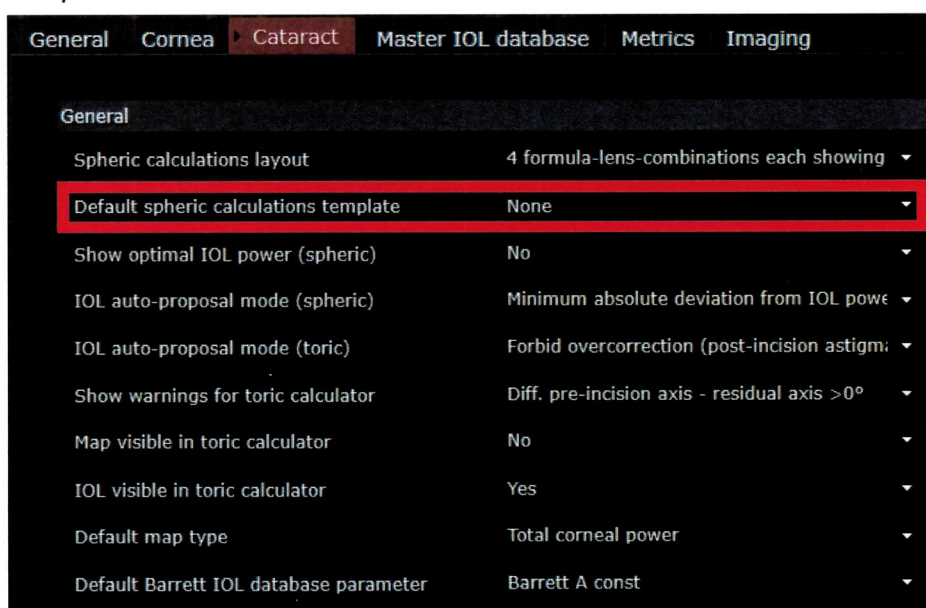 General Cornea Cataract Master IOL database Metrics Imaging
General
Spheric calculations layout 4 formula-lens-combinations each showing
Default spheric calculations template None
Show optimal IOL power (spheric) No
IOL auto-proposal mode (spheric) Minimum absolute deviation from IOL powe
IOL auto-proposal mode (toric) Forbid overcorrection (post-incision astigma
Show warnings for toric calculator Diff. pre-incision axis - residual axis >0°
Map visible in toric calculator No
IOL visible in toric calculator Yes
Default map type Total corneal power
Default Barrett IOL database parameter Barrett A const